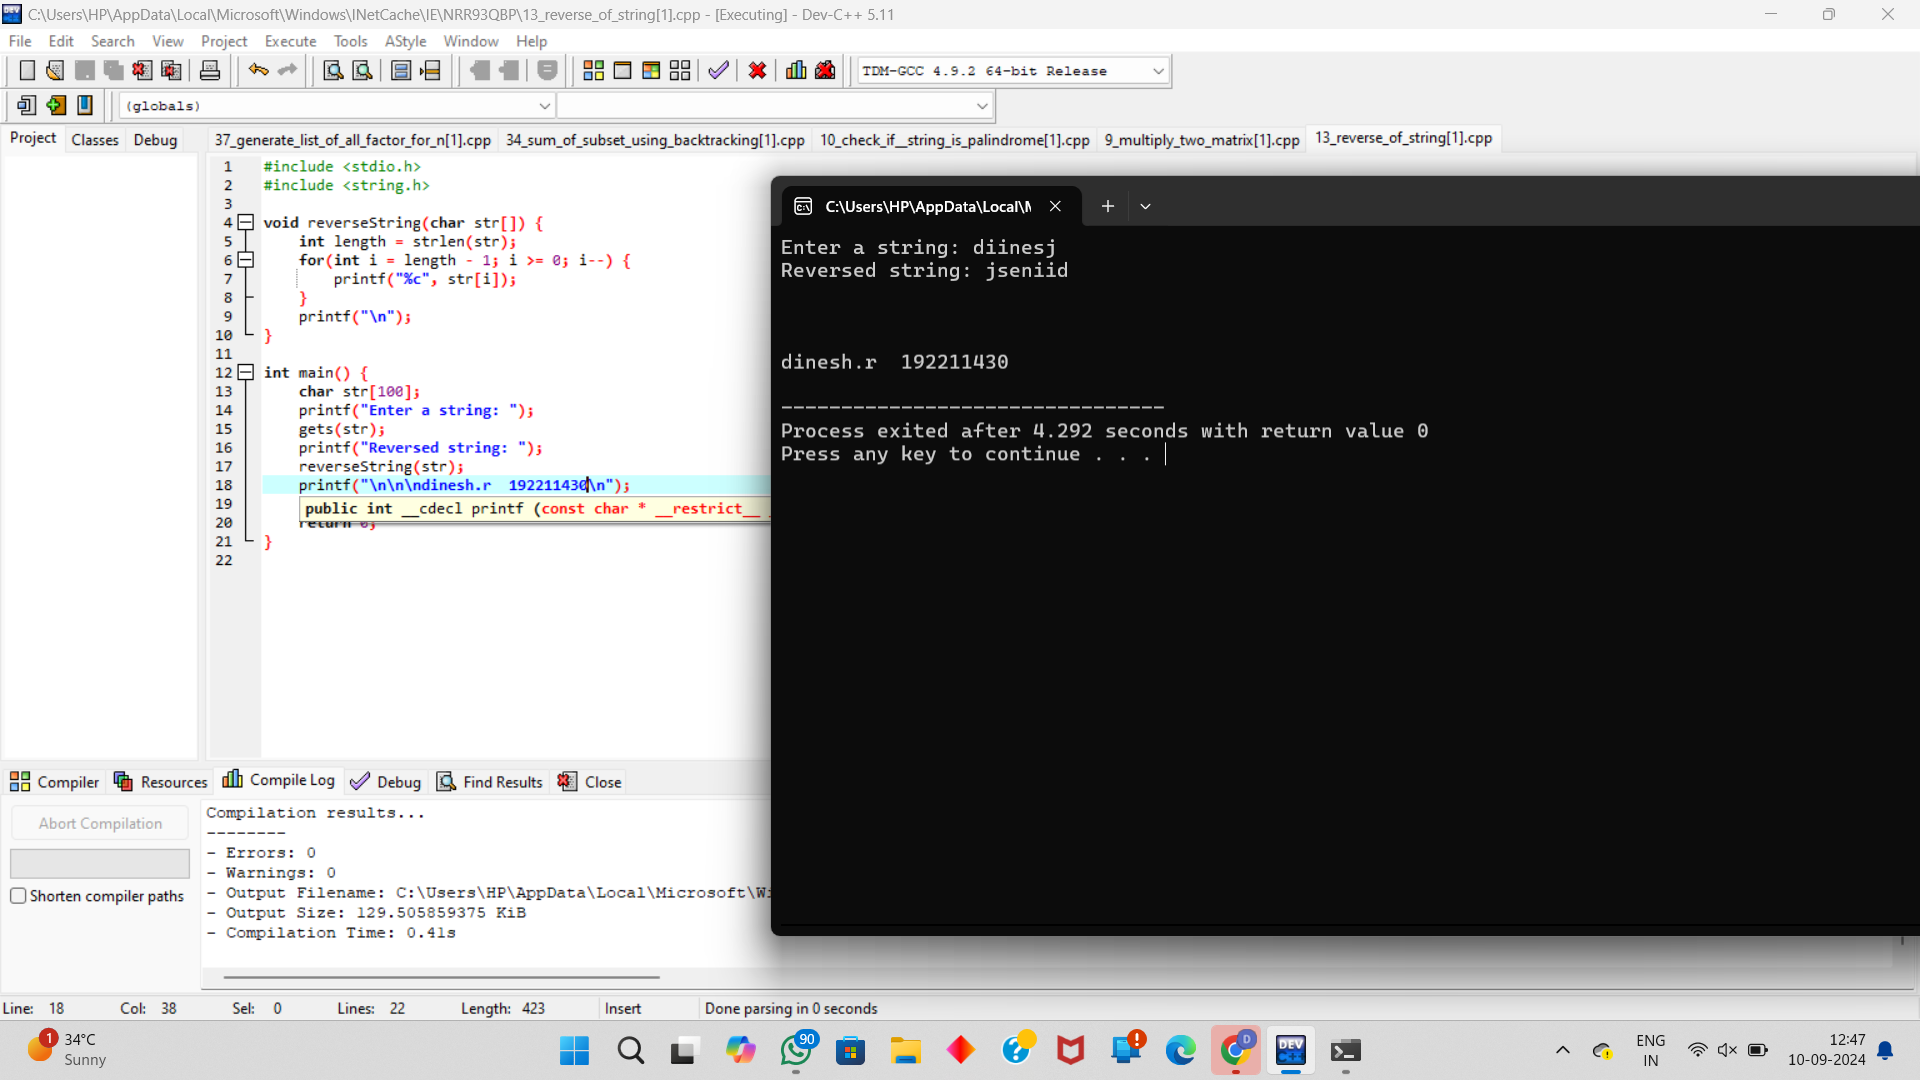 C:\Users\HP\AppData\Local\Microsoft\Windows\INetCache\IE\NRR93QBP\13_reverse_of_string[1].cpp - [Executing] - Dev-C++ 5.11
File Edit Search View Project Execute Tools AStyle Window Help
TDM-GCC 4.9.2 64-bit Release
(globals)
Project Classes Debug
37_generate_list_of_all_factor_for_n[1].cpp 34_sum_of_subset_using_backtracking[1].cpp 10_check_if__string_is_palindrome[1].cpp 9_multiply_two_matrix[1].cpp 13_reverse_of_string[1].cpp
1 #include <stdio.h>
2 #include <string.h>
3
4 void reverseString(char str[]) {
5 int length = strlen(str);
6 for(int i = length - 1; i >= 0; i--) {
7 printf("%c", str[i]);
8 }
9 printf("\n");
10 }
11
12 int main() {
13 char str[100];
14 printf("Enter a string: ");
15 gets(str);
16 printf("Reversed string: ");
17 reverseString(str);
18 printf("\n\n\ndinesh.r  192211430\n");
19 public int __cdecl printf (const char * __restrict__
20 return 0;
21 }
22
C:\Users\HP\AppData\Local\
Enter a string: diinesj
Reversed string: jseniid
dinesh.r  192211430
--------------------------------
Process exited after 4.292 seconds with return value 0
Press any key to continue . . .
Compiler Resources Compile Log Debug Find Results Close
Abort Compilation
Shorten compiler paths
Compilation results...
--------
- Errors: 0
- Warnings: 0
- Output Filename: C:\Users\HP\AppData\Local\Microsoft\Wi
- Output Size: 129.505859375 KiB
- Compilation Time: 0.41s
Line: 18 Col: 38 Sel: 0 Lines: 22 Length: 423 Insert Done parsing in 0 seconds
1
34°C
Sunny
90
D
DEV
C++
ENG
IN
12:47
10-09-2024